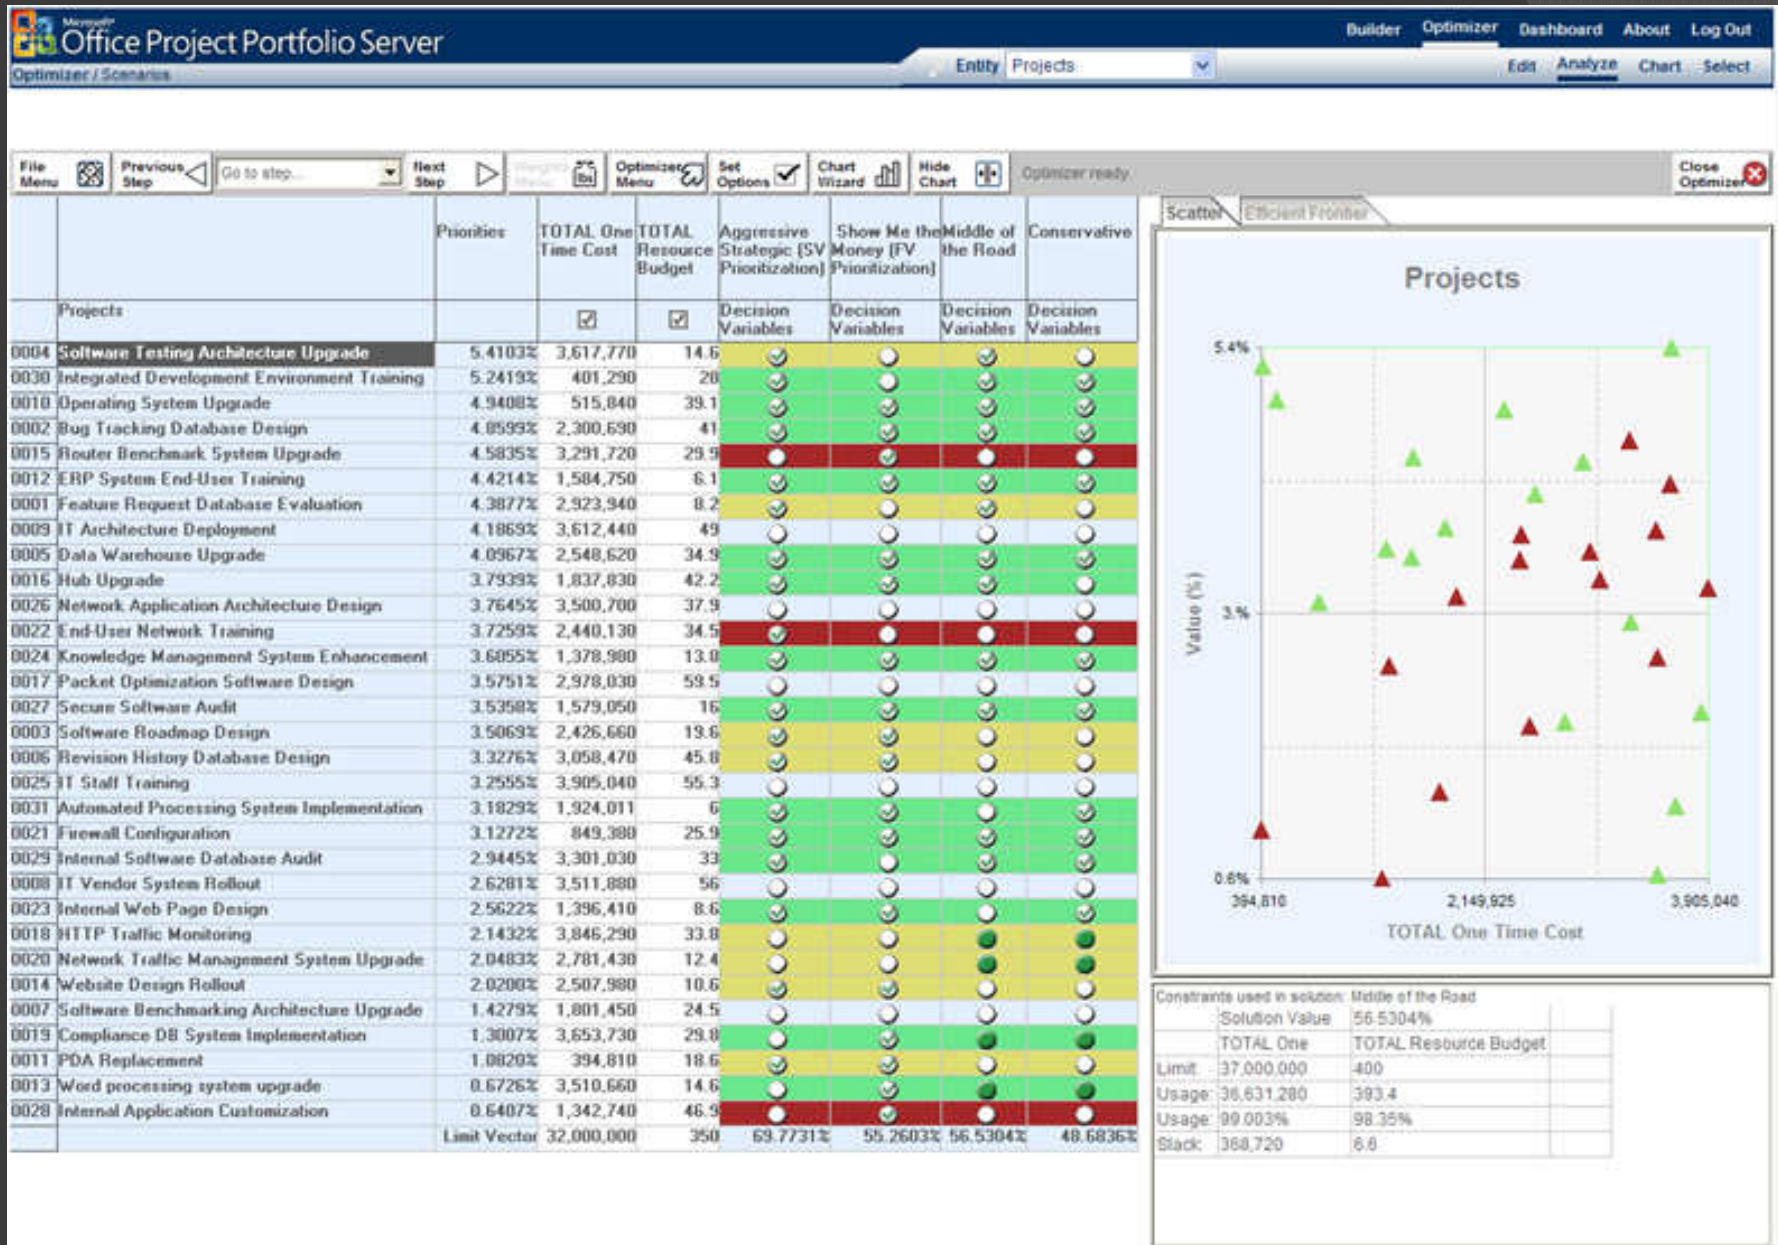 Microsoft
Office Project Portfolio Server
Builder Optimizer Dashboard About Log Out
Optimizer / Scenarios
Entity Projects
Edit Analyze Chart Select
File Menu Previous Step Go to step... Next Step Optimizer Menu Set Options Chart Wizard Hide Chart Optimizer ready. Close Optimizer
Priorities TOTAL One Time Cost TOTAL Resource Budget Aggressive Strategic [SV Prioritization] Show Me the Money [FV Prioritization] Middle of the Road Conservative
Projects Decision Variables Decision Variables Decision Variables Decision Variables
0004 Software Testing Architecture Upgrade 5.4103% 3,617,770 14.6
0030 Integrated Development Environment Training 5.2419% 401,290 28
0010 Operating System Upgrade 4.9408% 515,840 39.1
0002 Bug Tracking Database Design 4.8599% 2,300,690 41
0015 Router Benchmark System Upgrade 4.5835% 3,291,720 29.9
0012 ERP System End-User Training 4.4214% 1,584,750 6.1
0001 Feature Request Database Evaluation 4.3877% 2,923,940 8.2
0009 IT Architecture Deployment 4.1869% 3,612,440 49
0005 Data Warehouse Upgrade 4.0967% 2,548,620 34.9
0016 Hub Upgrade 3.7939% 1,837,830 42.2
0026 Network Application Architecture Design 3.7645% 3,500,700 37.9
0022 End-User Network Training 3.7259% 2,440,130 34.5
0024 Knowledge Management System Enhancement 3.6055% 1,378,980 13.8
0017 Packet Optimization Software Design 3.5751% 2,978,030 59.5
0027 Secure Software Audit 3.5358% 1,579,050 16
0003 Software Roadmap Design 3.5069% 2,426,660 19.6
0006 Revision History Database Design 3.3276% 3,058,470 45.8
0025 IT Staff Training 3.2555% 3,905,040 55.3
0031 Automated Processing System Implementation 3.1829% 1,924,011 6
0021 Firewall Configuration 3.1272% 849,380 25.9
0029 Internal Software Database Audit 2.9445% 3,301,030 33
0008 IT Vendor System Rollout 2.6281% 3,511,880 56
0023 Internal Web Page Design 2.5622% 1,396,410 8.6
0018 HTTP Traffic Monitoring 2.1432% 3,846,290 33.8
0020 Network Traffic Management System Upgrade 2.0483% 2,781,430 12.4
0014 Website Design Rollout 2.0200% 2,507,980 10.6
0007 Software Benchmarking Architecture Upgrade 1.4279% 1,801,450 24.5
0019 Compliance DB System Implementation 1.3007% 3,653,730 29.8
0011 PDA Replacement 1.0820% 394,810 18.6
0013 Word processing system upgrade 0.6726% 3,510,660 14.6
0028 Internal Application Customization 0.6407% 1,342,740 46.9
Limit Vector 32,000,000 350 69.7731% 55.2603% 56.5304% 48.6836%
Scatter Efficient Frontier
Projects
5.4%
3.%
0.6%
Value (%)
394,810 2,149,925 3,905,040
TOTAL One Time Cost
Constraints used in solution: Middle of the Road
Solution Value 56.5304%
TOTAL One TOTAL Resource Budget
Limit: 37,000,000 400
Usage: 36,631,280 393.4
Usage: 99.003% 98.35%
Slack: 368,720 6.6